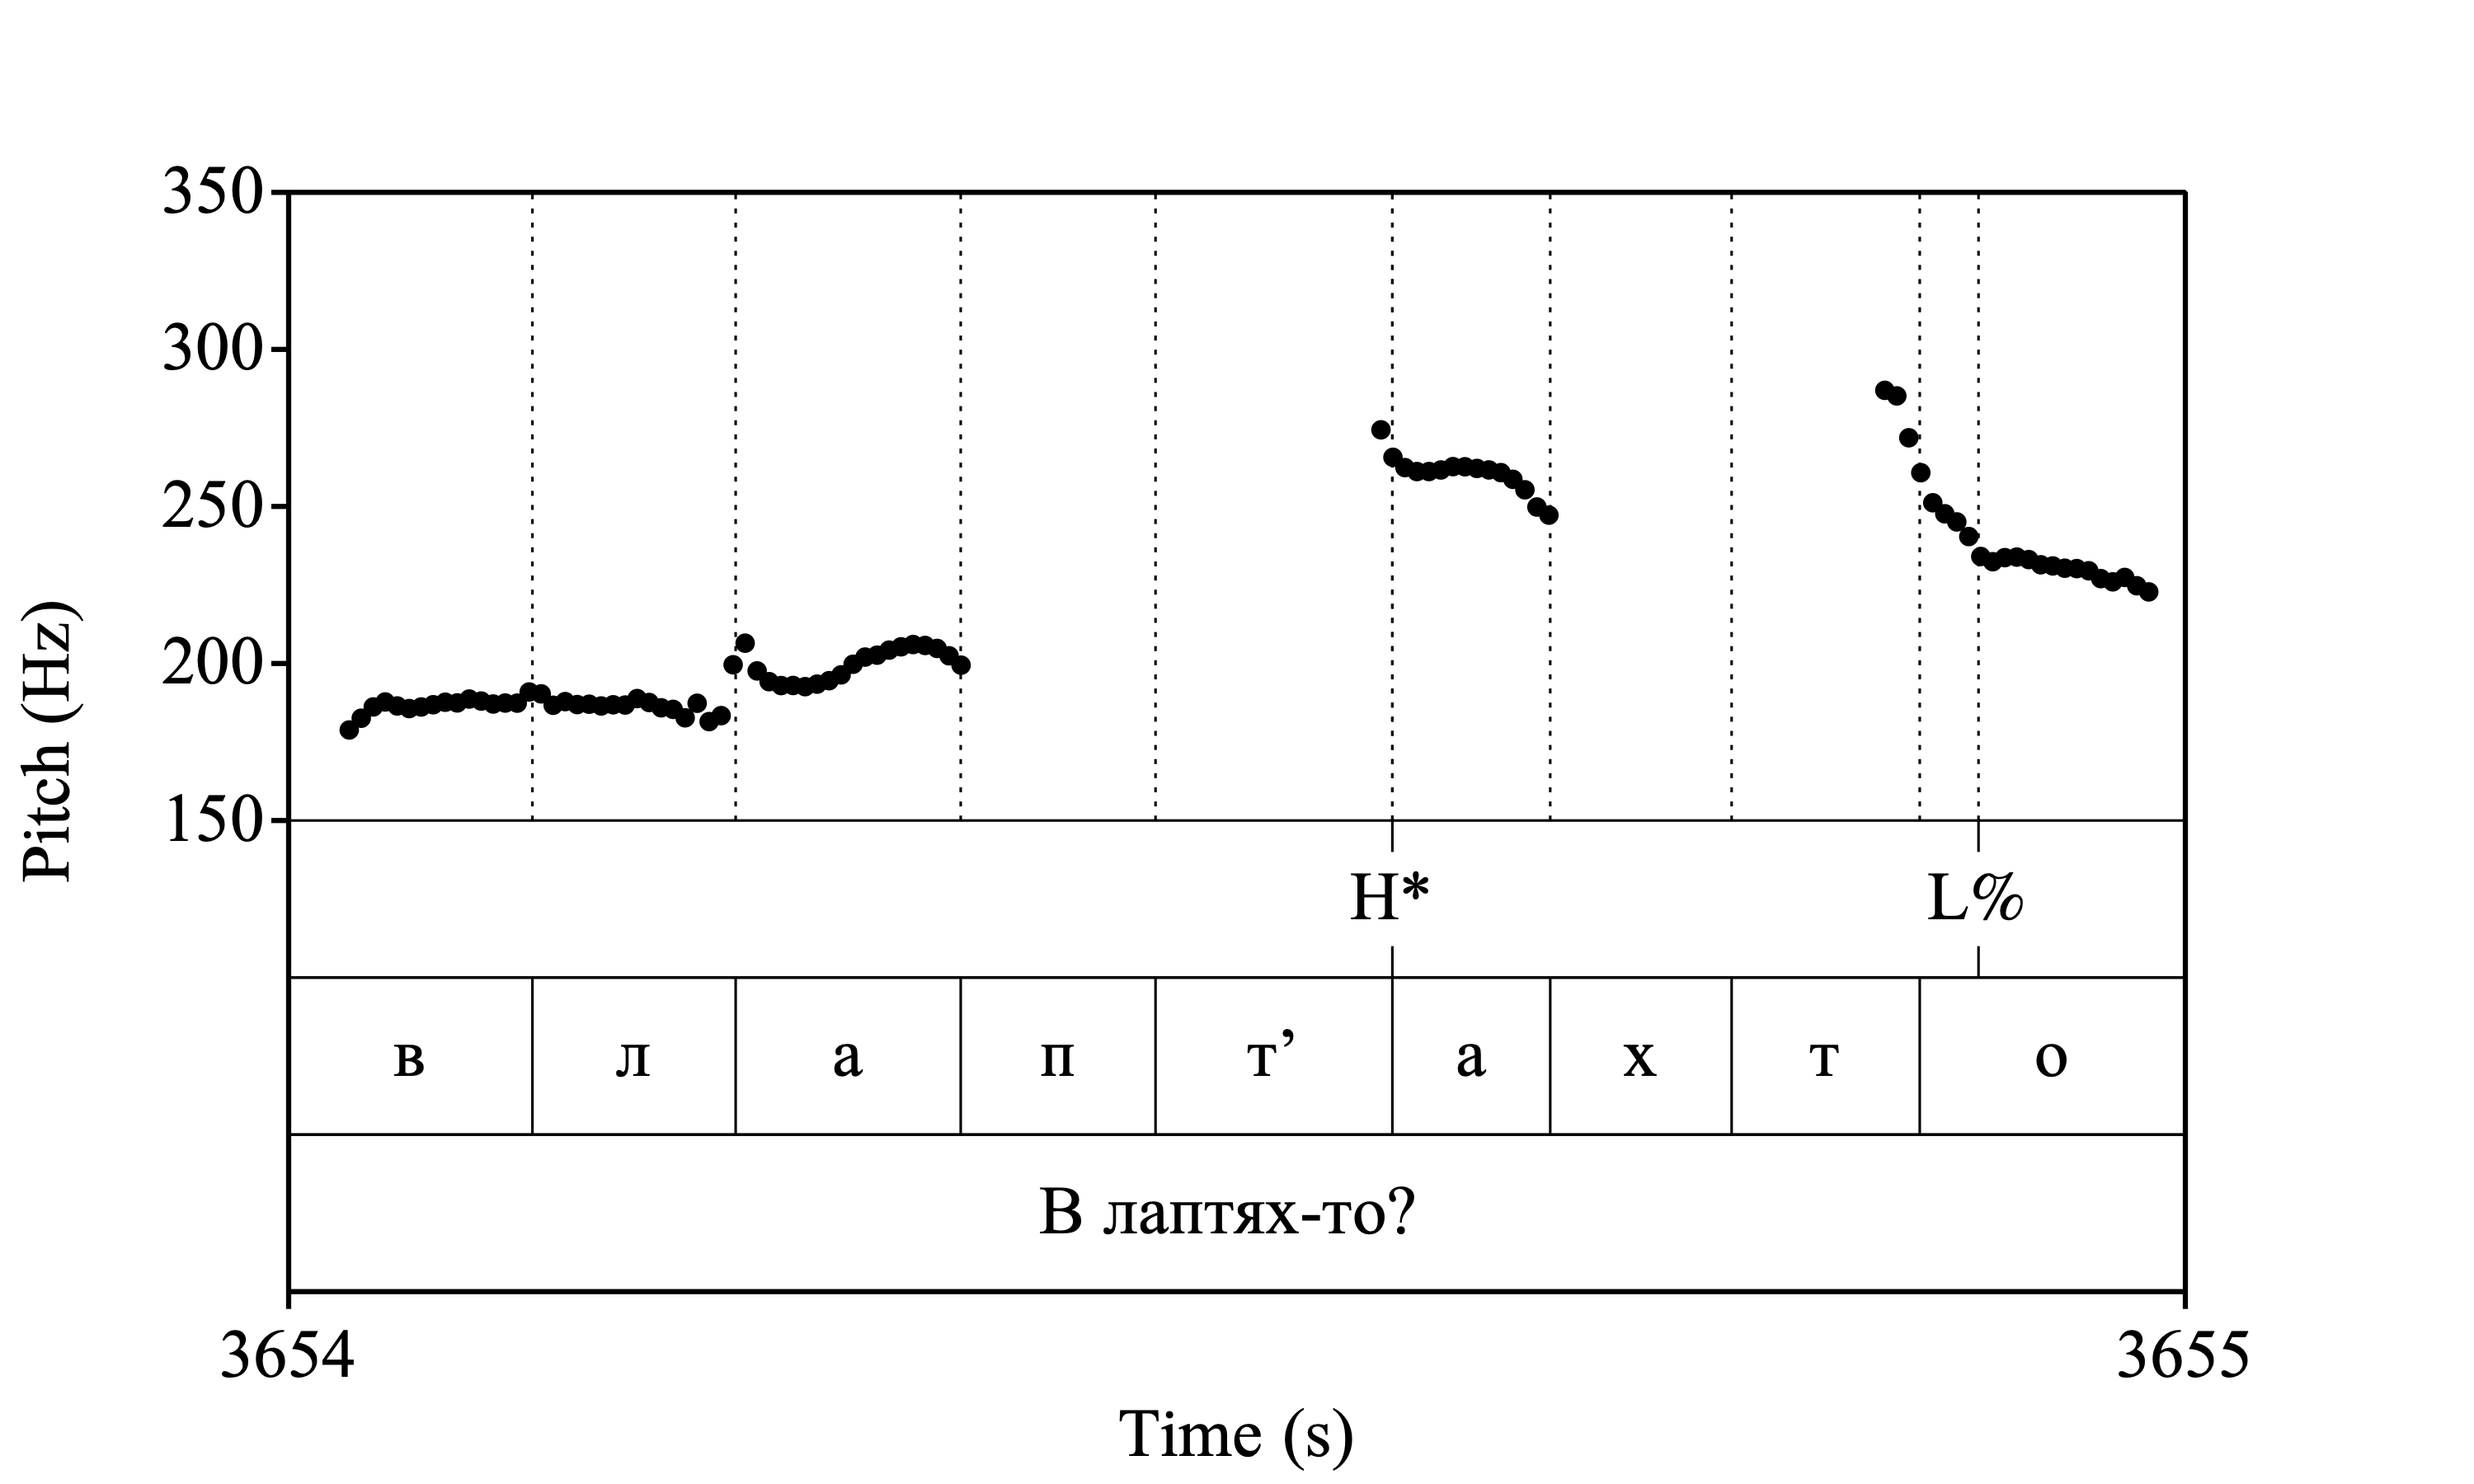 350
300
250
200
150
Pitch (Hz)
H* L%
в л а п т’ а х т о
В лаптях-то?
3654 3655
Time (s)